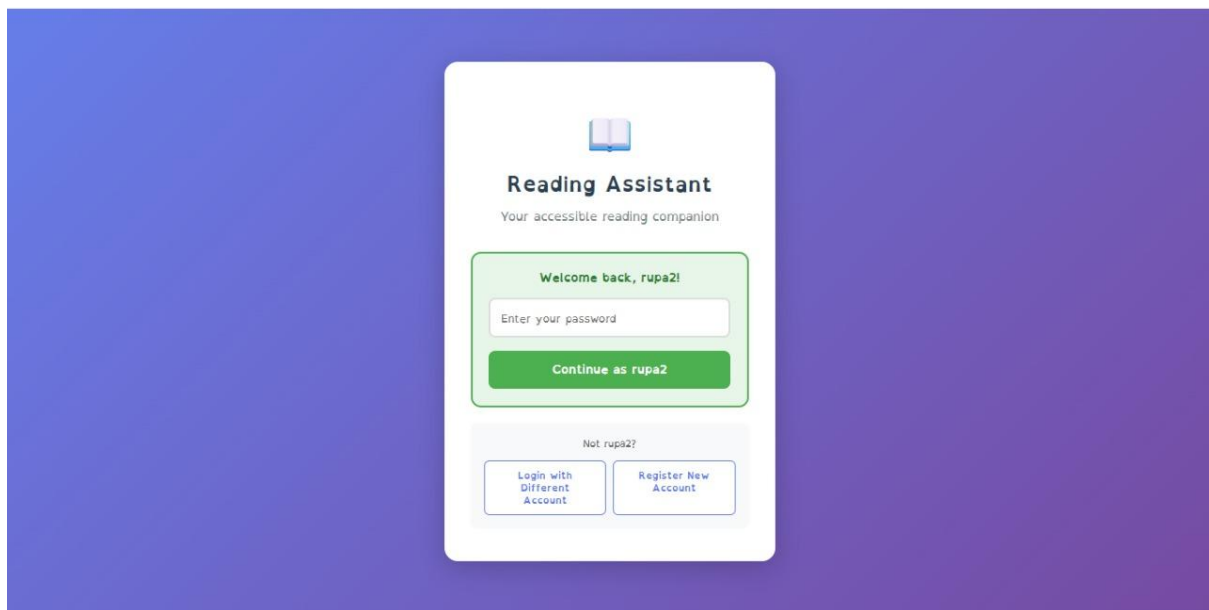 Reading Assistant
Your accessible reading companion
Welcome back, rupa2!
Enter your password
Continue as rupa2
Not rupa2?
Login with
Different
Account
Register New
Account